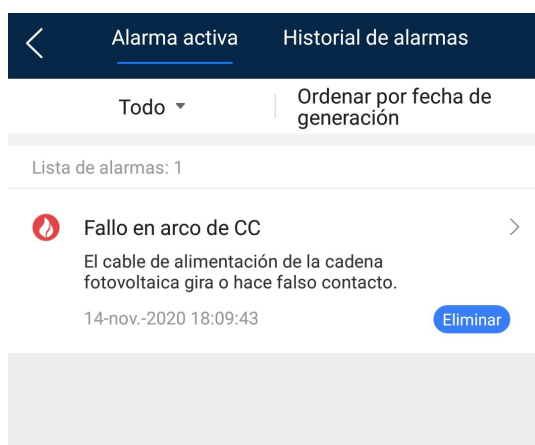 Alarma activa Historial de alarmas
Todo Ordenar por fecha de
generación
Lista de alarmas: 1
Fallo en arco de CC
El cable de alimentación de la cadena
fotovoltaica gira o hace falso contacto.
14-nov.-2020 18:09:43 Eliminar